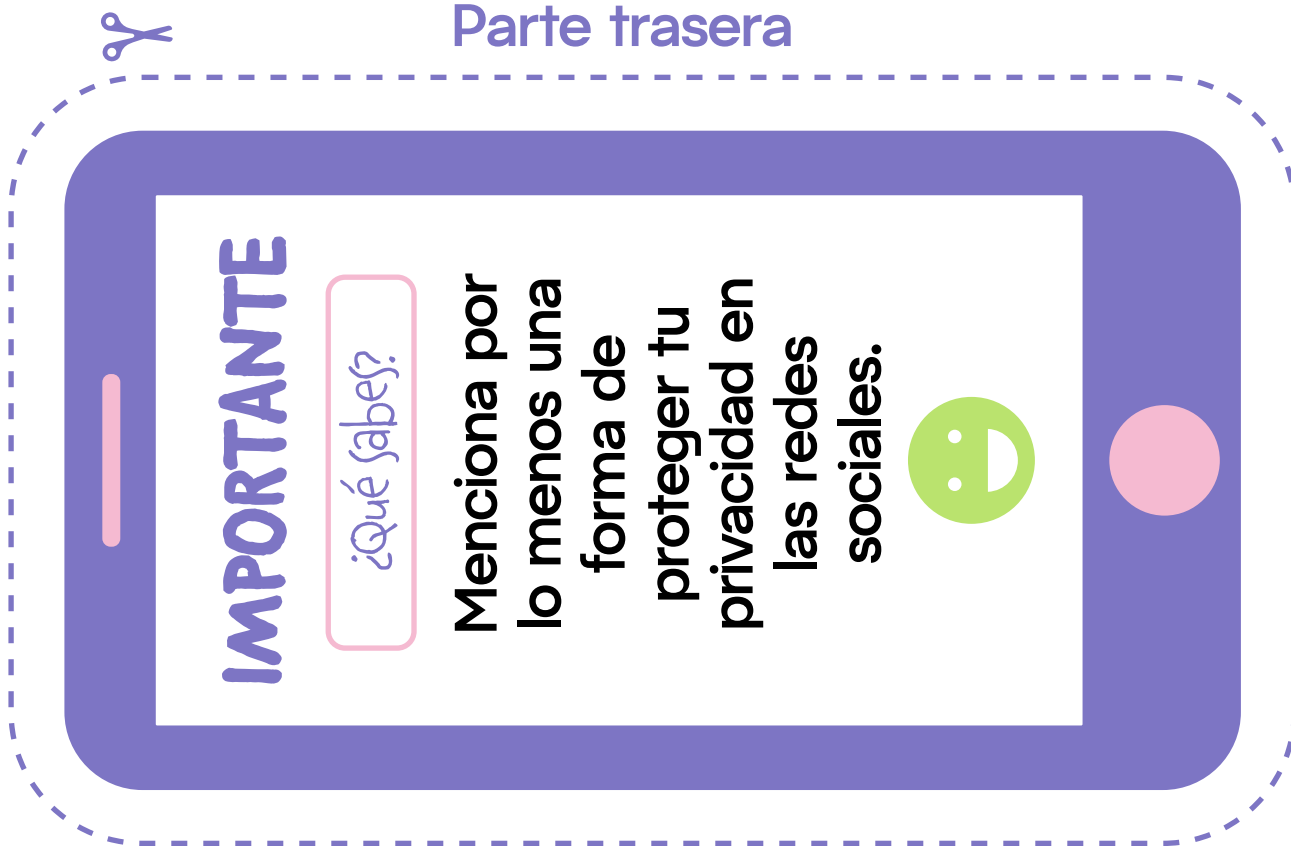 Parte trasera
IMPORTANTE
¿Qué sabes?
Menciona por
lo menos una
forma de
proteger tu
privacidad en
las redes
sociales.